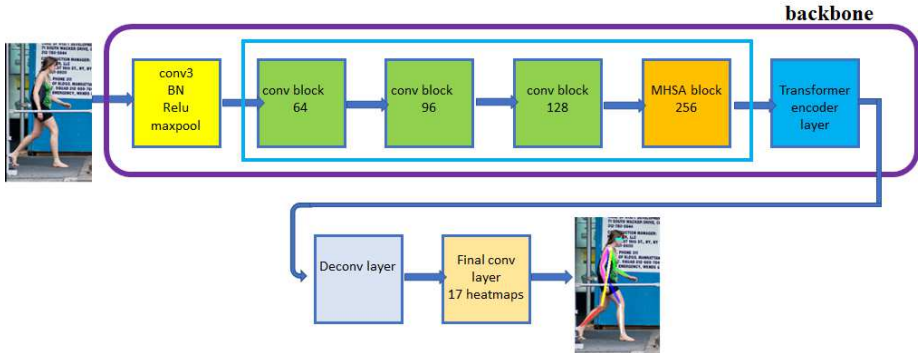 backbone
conv3
BN
Relu
maxpool
conv block
64
conv block
96
conv block
128
MHSA block
256
Transformer
encoder
layer
Deconv layer
Final conv
layer
17 heatmaps